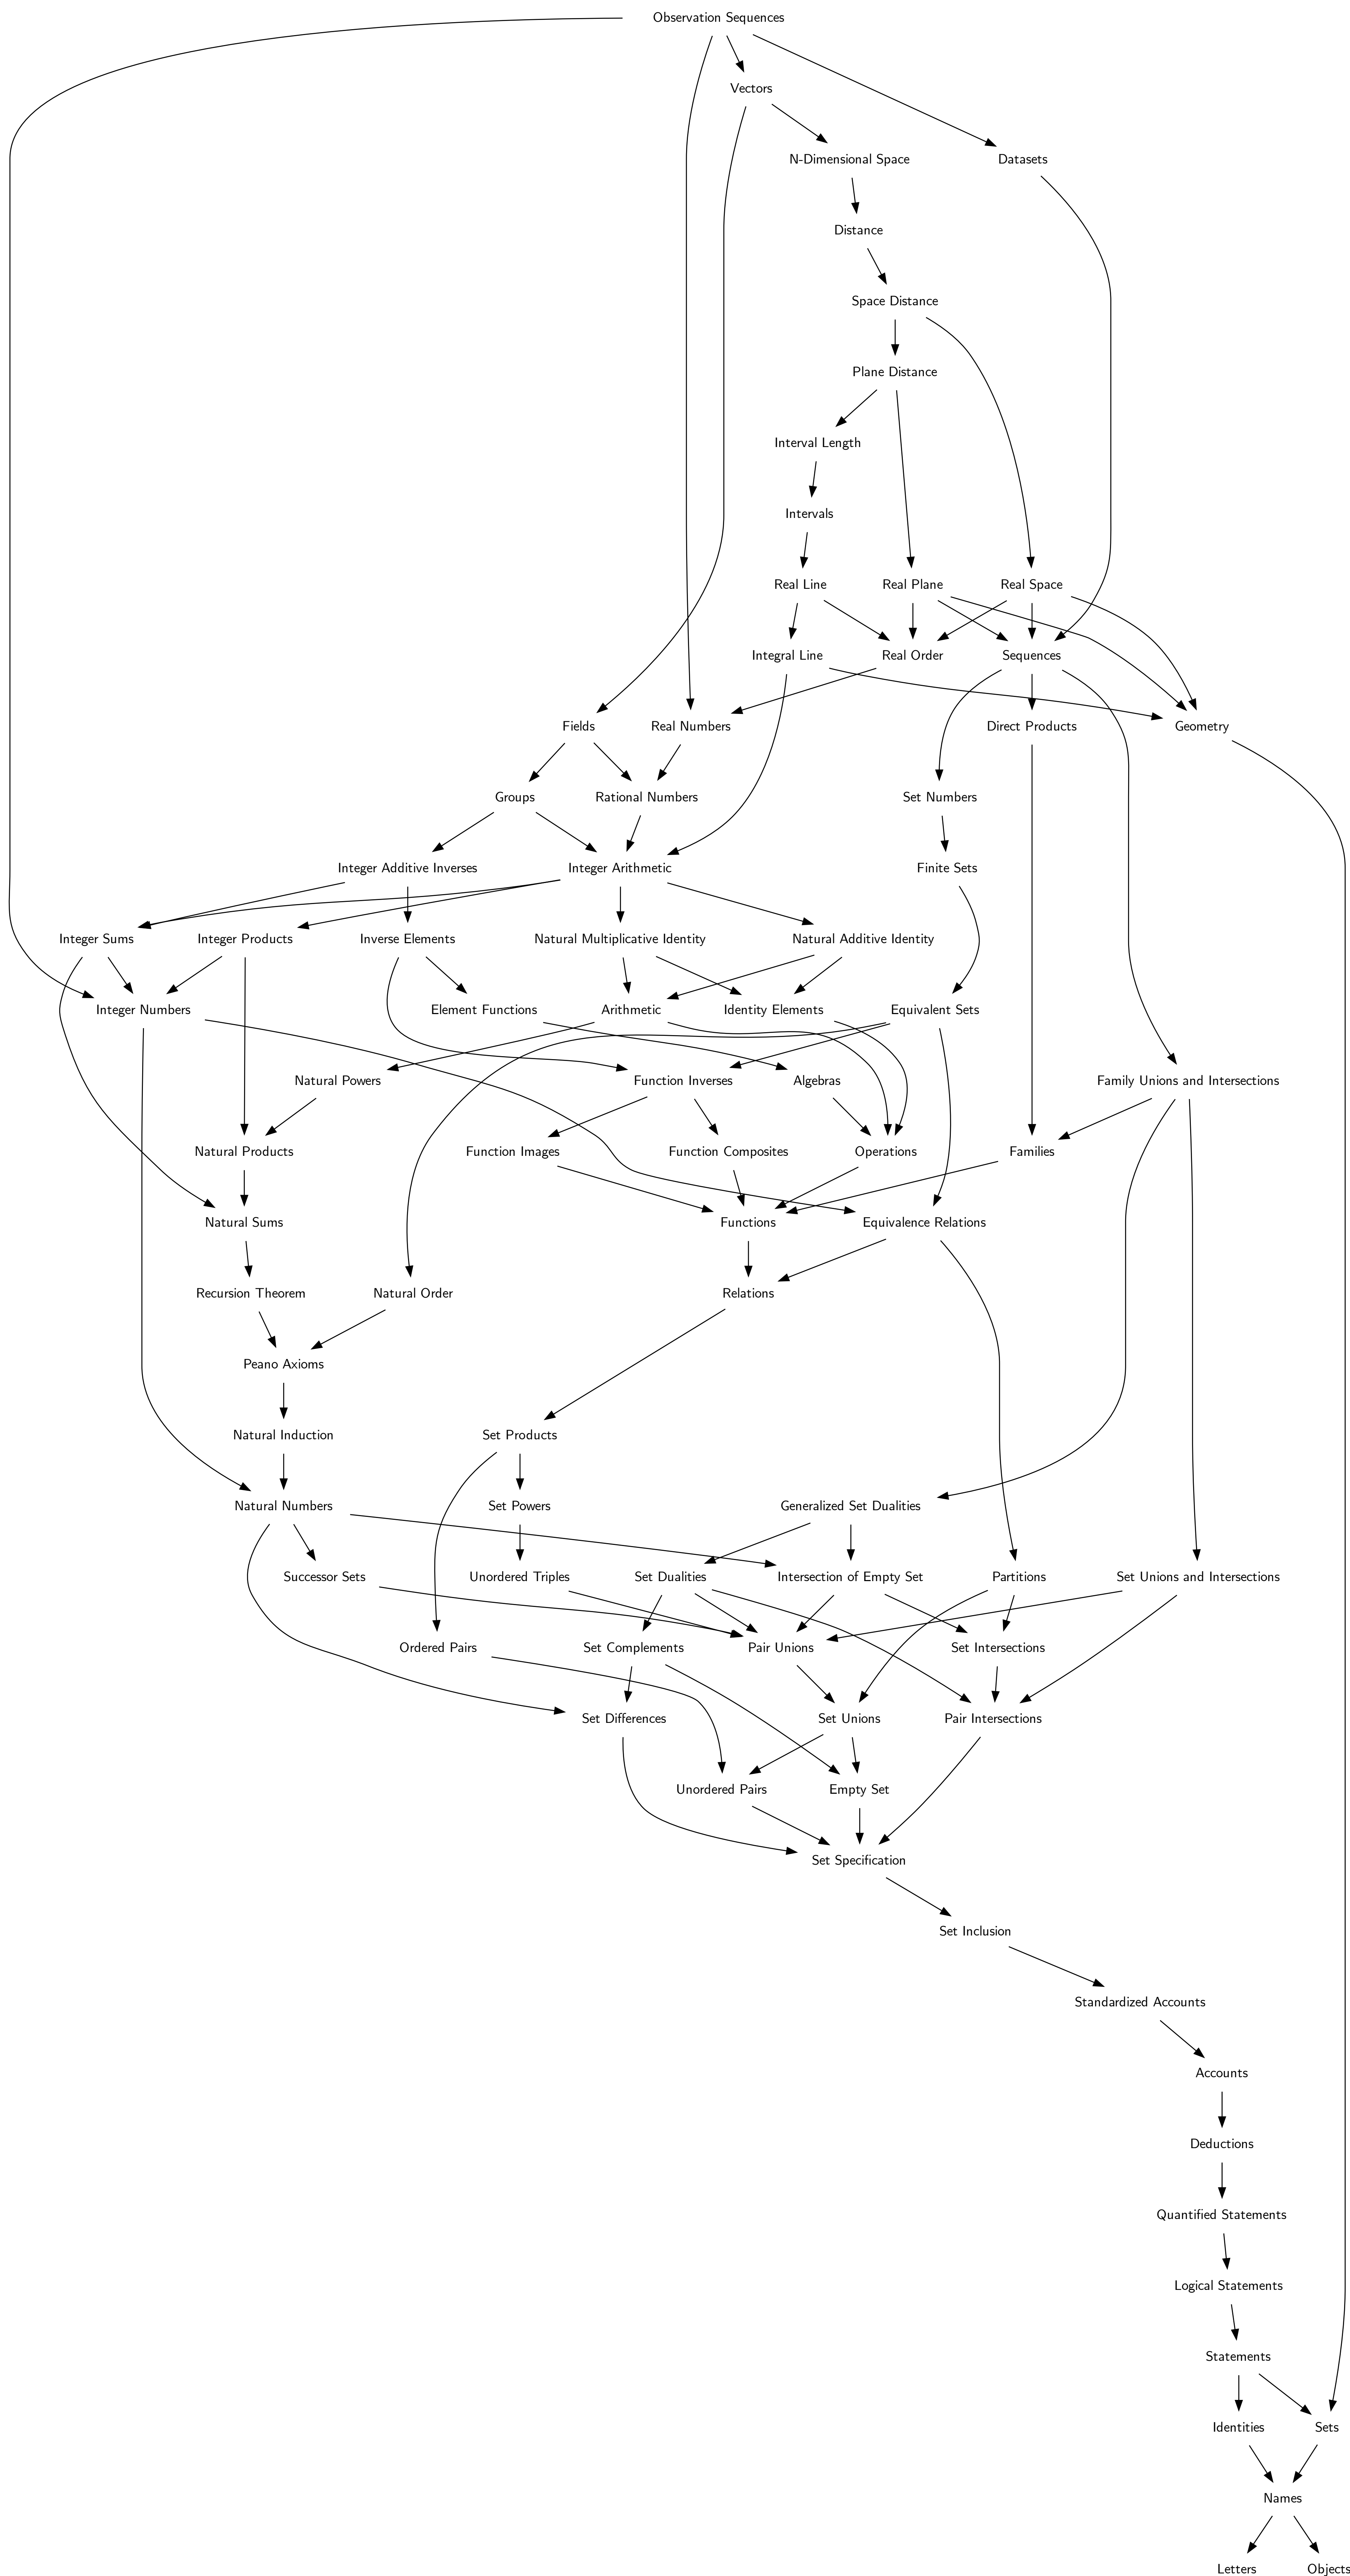 Observation Sequences
Vectors
N-Dimensional Space
Datasets
Distance
Space Distance
Plane Distance
Interval Length
Intervals
Real Line
Real Plane
Real Space
Integral Line
Real Order
Sequences
Fields
Real Numbers
Direct Products
Geometry
Groups
Rational Numbers
Set Numbers
Integer Additive Inverses
Integer Arithmetic
Finite Sets
Integer Sums
Integer Products
Inverse Elements
Natural Multiplicative Identity
Natural Additive Identity
Integer Numbers
Element Functions
Arithmetic
Identity Elements
Equivalent Sets
Natural Powers
Function Inverses
Algebras
Family Unions and Intersections
Natural Products
Function Images
Function Composites
Operations
Families
Natural Sums
Functions
Equivalence Relations
Recursion Theorem
Natural Order
Relations
Peano Axioms
Natural Induction
Set Products
Natural Numbers
Set Powers
Generalized Set Dualities
Successor Sets
Unordered Triples
Set Dualities
Intersection of Empty Set
Partitions
Set Unions and Intersections
Ordered Pairs
Set Complements
Pair Unions
Set Intersections
Set Differences
Set Unions
Pair Intersections
Unordered Pairs
Empty Set
Set Specification
Set Inclusion
Standardized Accounts
Accounts
Deductions
Quantified Statements
Logical Statements
Statements
Identities
Sets
Names
Letters
Objects